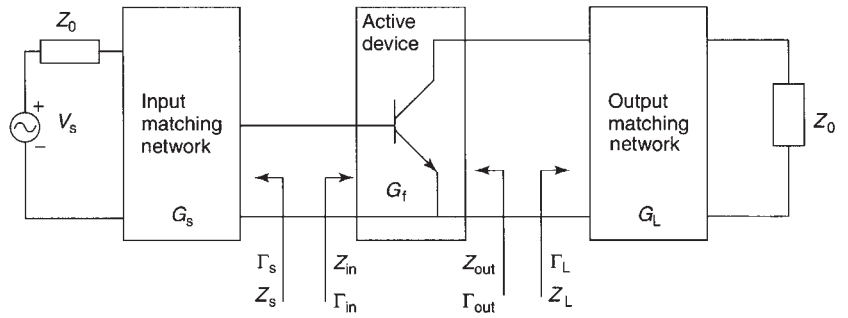 Z0
+
Vs
−
Input
matching
network
Gs
Active
device
Gf
Output
matching
network
GL
Z0
Γs
Zs
Zin
Γin
Zout
Γout
ΓL
ZL